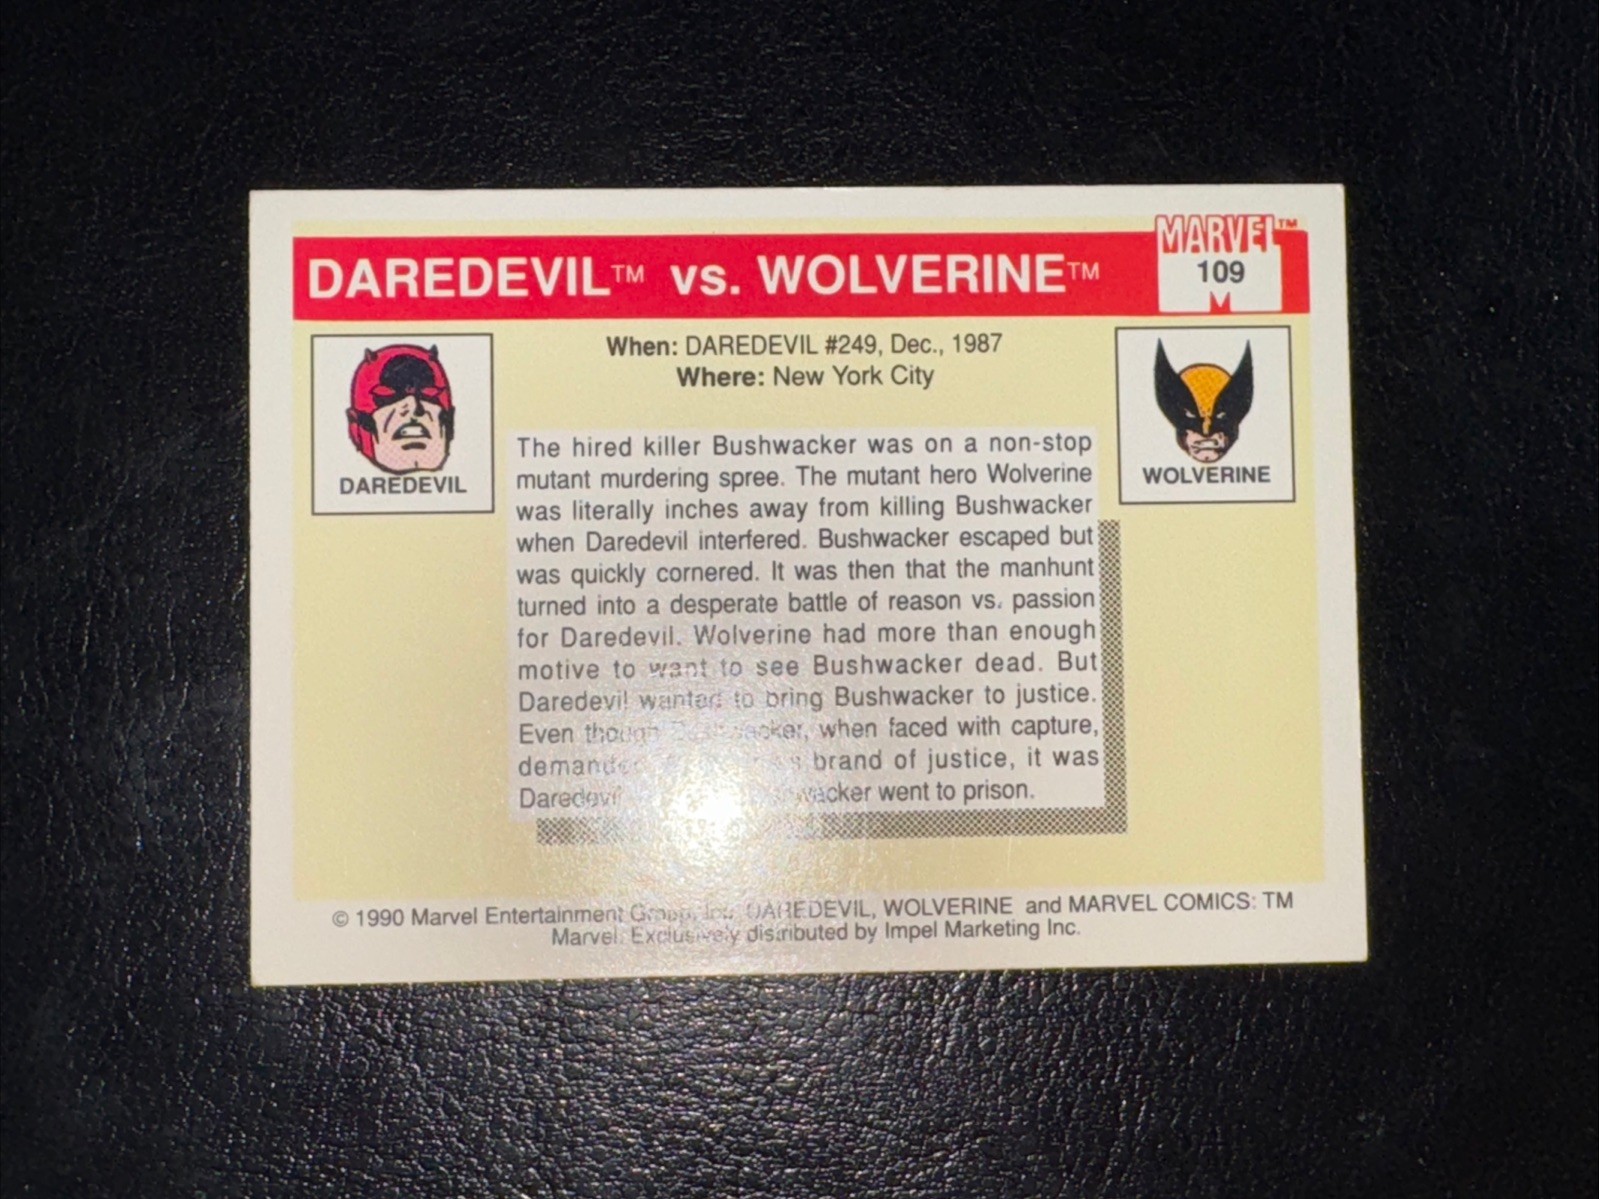 DAREDEVIL™ vs. WOLVERINE™
MARVEL™
109
When: DAREDEVIL #249, Dec., 1987
Where: New York City
DAREDEVIL
WOLVERINE
The hired killer Bushwacker was on a non-stop
mutant murdering spree. The mutant hero Wolverine
was literally inches away from killing Bushwacker
when Daredevil interfered. Bushwacker escaped but
was quickly cornered. It was then that the manhunt
turned into a desperate battle of reason vs. passion
for Daredevil. Wolverine had more than enough
motive to want to see Bushwacker dead. But
Daredevil wanted to bring Bushwacker to justice.
Even though Bushwacker, when faced with capture,
brand of justice, it was
Daredevil went to prison.
© 1990 Marvel Entertainment Group, Inc. DAREDEVIL, WOLVERINE and MARVEL COMICS: TM
Marvel. Exclusively distributed by Impel Marketing Inc.